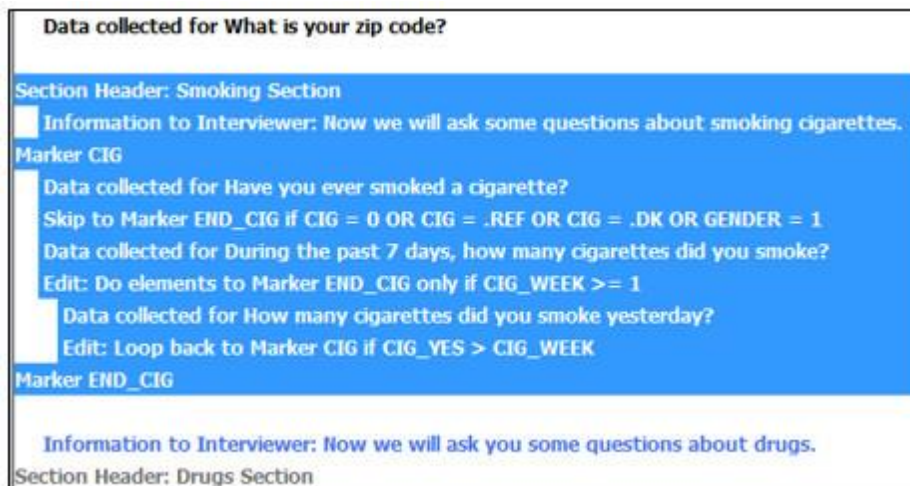 Data collected for What is your zip code?
Section Header: Smoking Section
Information to Interviewer: Now we will ask some questions about smoking cigarettes.
Marker CIG
Data collected for Have you ever smoked a cigarette?
Skip to Marker END_CIG if CIG = 0 OR CIG = .REF OR CIG = .DK OR GENDER = 1
Data collected for During the past 7 days, how many cigarettes did you smoke?
Edit: Do elements to Marker END_CIG only if CIG_WEEK >= 1
Data collected for How many cigarettes did you smoke yesterday?
Edit: Loop back to Marker CIG if CIG_YES > CIG_WEEK
Marker END_CIG
Information to Interviewer: Now we will ask you some questions about drugs.
Section Header: Drugs Section